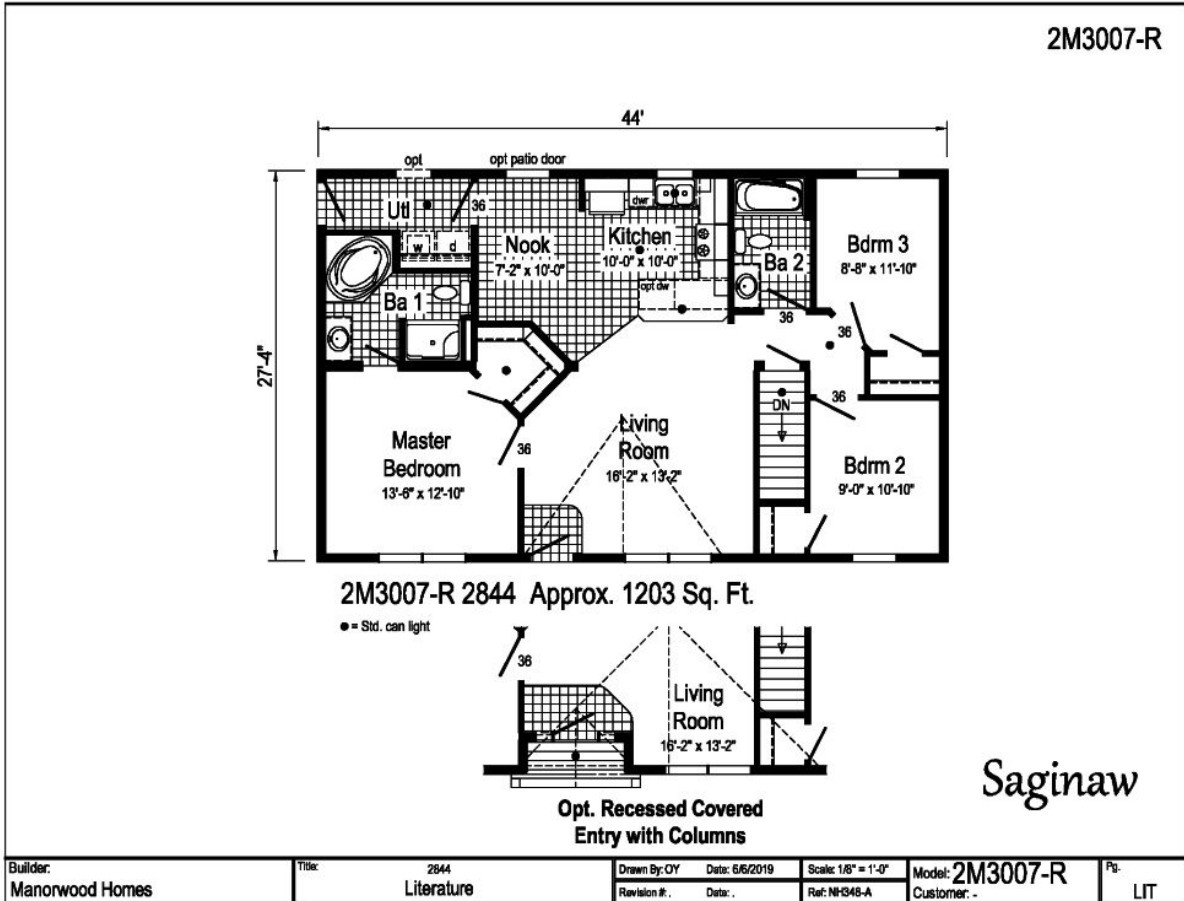 2M3007-R
44'
27'-4"
opt
opt patio door
Utl
36
w
d
Nook
7'-2" x 10'-0"
dwr
Kitchen
10'-0" x 10'-0"
opt dw
Ba 2
36
Bdrm 3
8'-8" x 11'-10"
36
Ba 1
Master
Bedroom
13'-6" x 12'-10"
36
Living
Room
16'-2" x 13'-2"
DN
36
Bdrm 2
9'-0" x 10'-10"
2M3007-R 2844 Approx. 1203 Sq. Ft.
● = Std. can light
36
Living
Room
16'-2" x 13'-2"
Opt. Recessed Covered
Entry with Columns
Saginaw
Builder:
Manorwood Homes
Title:
2844
Literature
Drawn By: OY
Date: 6/6/2019
Revision #: .
Date: .
Scale: 1/8" = 1'-0"
Ref: NH348-A
Model: 2M3007-R
Customer: -
Pg.
LIT